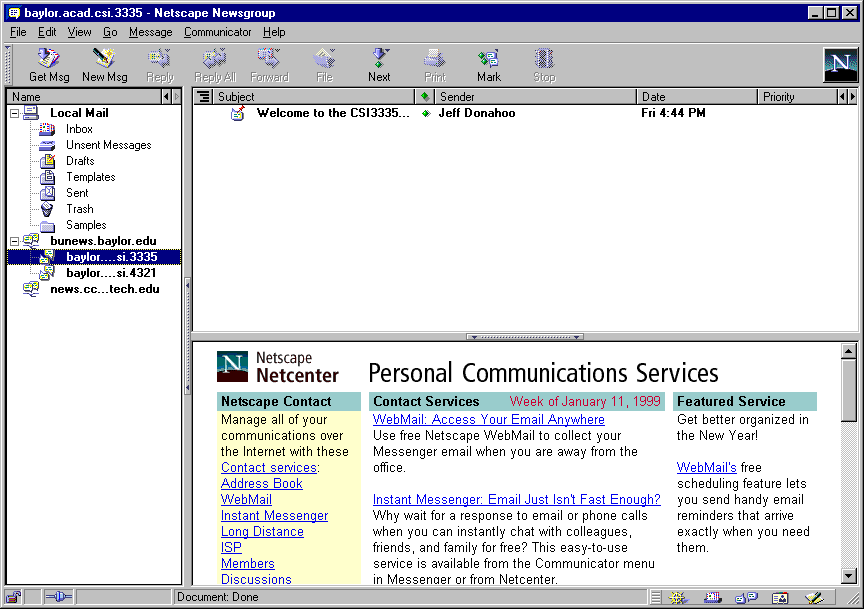 baylor.acad.csi.3335 - Netscape Newsgroup
File Edit View Go Message Communicator Help
Get Msg New Msg Reply Reply All Forward File Next Print Mark Stop
Name
Local Mail
Inbox
Unsent Messages
Drafts
Templates
Sent
Trash
Samples
bunews.baylor.edu
baylor....si.3335
baylor....si.4321
news.cc...tech.edu
Subject Sender Date Priority
Welcome to the CSI3335... Jeff Donahoo Fri 4:44 PM
N Netscape
Netcenter
Personal Communications Services
Netscape Contact
Manage all of your
communications over
the Internet with these
Contact services:
Address Book
WebMail
Instant Messenger
Long Distance
ISP
Members
Discussions
Contact Services Week of January 11, 1999
WebMail: Access Your Email Anywhere
Use free Netscape WebMail to collect your
Messenger email when you are away from the
office.
Instant Messenger: Email Just Isn't Fast Enough?
Why wait for a response to email or phone calls
when you can instantly chat with colleagues,
friends, and family for free? This easy-to-use
service is available from the Communicator menu
in Messenger or from Netcenter.
Featured Service
Get better organized in
the New Year!
WebMail's free
scheduling feature lets
you send handy email
reminders that arrive
exactly when you need
them.
Document: Done